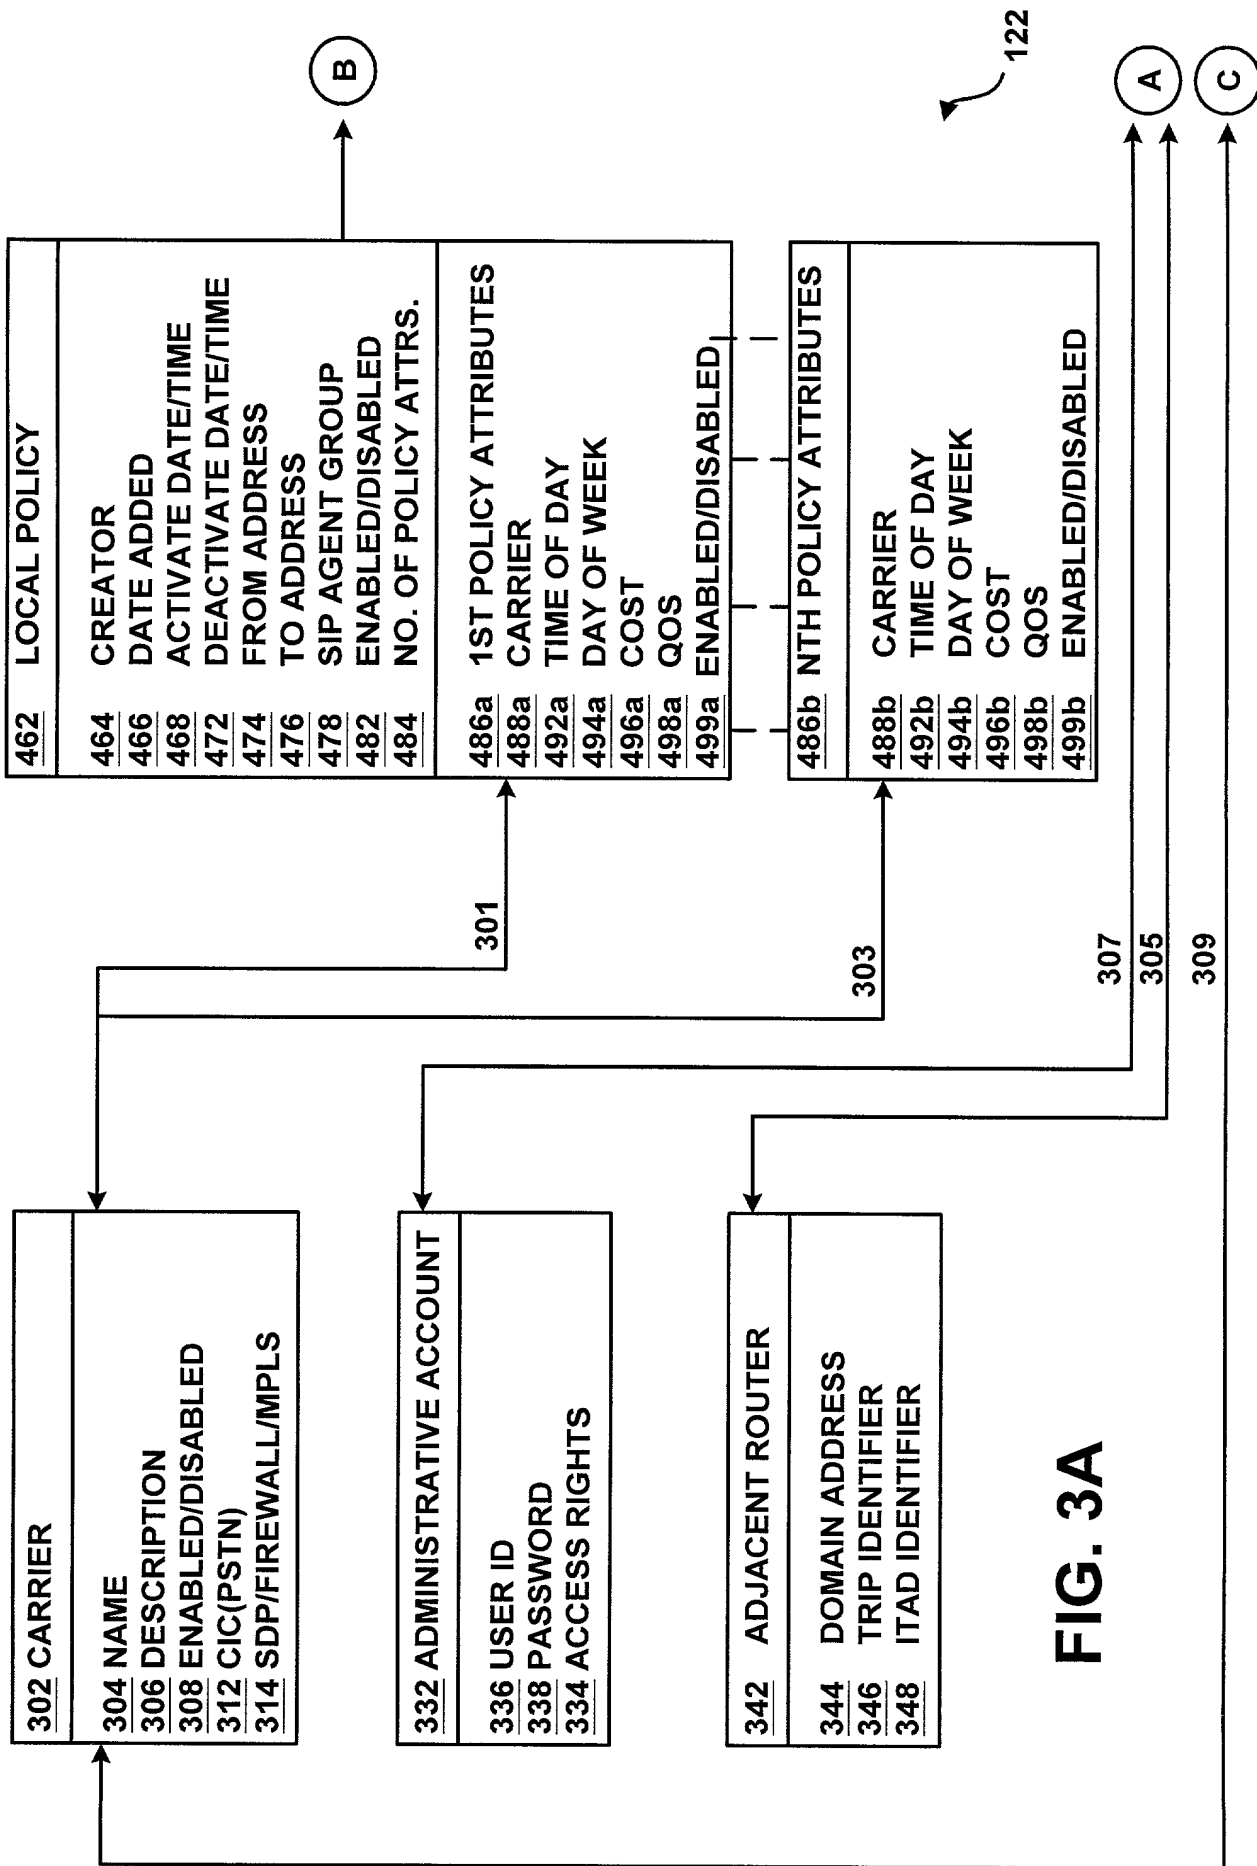 302 CARRIER
304 NAME
306 DESCRIPTION
308 ENABLED/DISABLED
312 CIC(PSTN)
314 SDP/FIREWALL/MPLS
332 ADMINISTRATIVE ACCOUNT
336 USER ID
338 PASSWORD
334 ACCESS RIGHTS
342 ADJACENT ROUTER
344 DOMAIN ADDRESS
346 TRIP IDENTIFIER
348 ITAD IDENTIFIER
301
303
307
305
309
462 LOCAL POLICY
464 CREATOR
466 DATE ADDED
468 ACTIVATE DATE/TIME
472 DEACTIVATE DATE/TIME
474 FROM ADDRESS
476 TO ADDRESS
478 SIP AGENT GROUP
482 ENABLED/DISABLED
484 NO. OF POLICY ATTRS.
486a 1ST POLICY ATTRIBUTES
488a CARRIER
492a TIME OF DAY
494a DAY OF WEEK
496a COST
498a QOS
499a ENABLED/DISABLED
486b NTH POLICY ATTRIBUTES
488b CARRIER
492b TIME OF DAY
494b DAY OF WEEK
496b COST
498b QOS
499b ENABLED/DISABLED
B
122
A
C
FIG. 3A